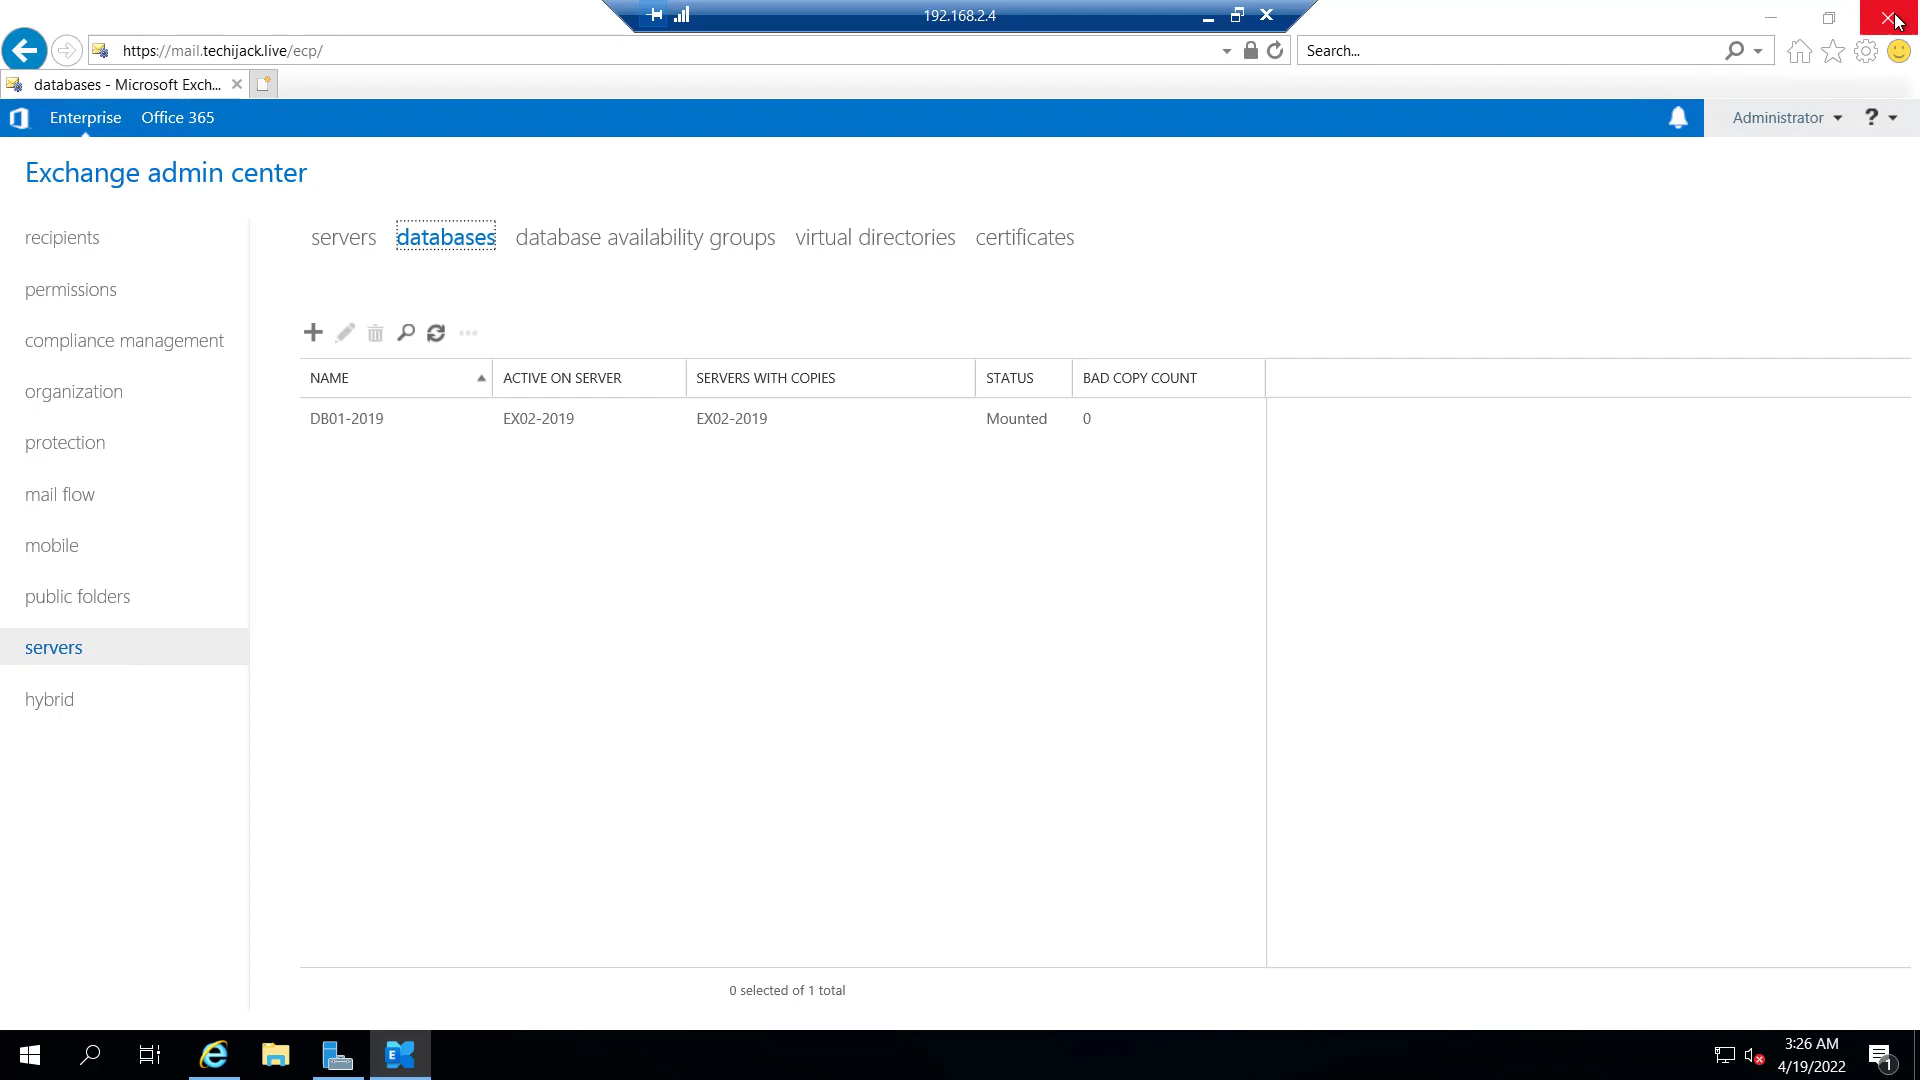 192.168.2.4
https://mail.techijack.live/ecp/
Search...
databases - Microsoft Exch...
Enterprise Office 365
Administrator ?
Exchange admin center
recipients
permissions
compliance management
organization
protection
mail flow
mobile
public folders
servers
hybrid
servers databases database availability groups virtual directories certificates
NAME ACTIVE ON SERVER SERVERS WITH COPIES STATUS BAD COPY COUNT
DB01-2019 EX02-2019 EX02-2019 Mounted 0
0 selected of 1 total
3:26 AM
4/19/2022
1